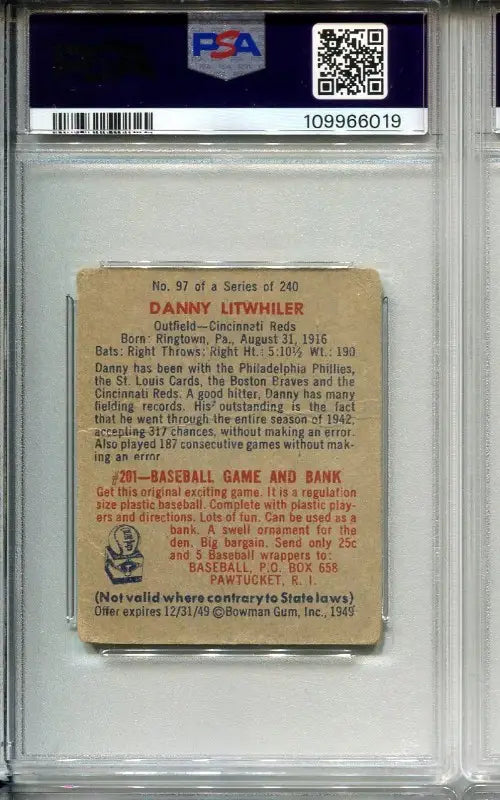 PSA
109966019
No. 97 of a Series of 240
DANNY LITWHILER
Outfield—Cincinnati Reds
Born: Ringtown, Pa., August 31, 1916
Bats: Right Throws: Right Ht.: 5:10½ Wt.: 190
Danny has been with the Philadelphia Phillies,
the St. Louis Cards, the Boston Braves and the
Cincinnati Reds. A good hitter, Danny has many
fielding records. His outstanding is the fact
that he went through the entire season of 1942,
accepting 317 chances, without making an error.
Also played 187 consecutive games without mak-
ing an error
#201—BASEBALL GAME AND BANK
Get this original exciting game. It is a regulation
size plastic baseball. Complete with plastic play-
ers and directions. Lots of fun. Can be used as a
bank. A swell ornament for the
den. Big bargain. Send only 25c
and 5 Baseball wrappers to:
BASEBALL, P.O. BOX 658
PAWTUCKET, R. I.
(Not valid where contrary to State laws)
Offer expires 12/31/49 ©Bowman Gum, Inc., 1949